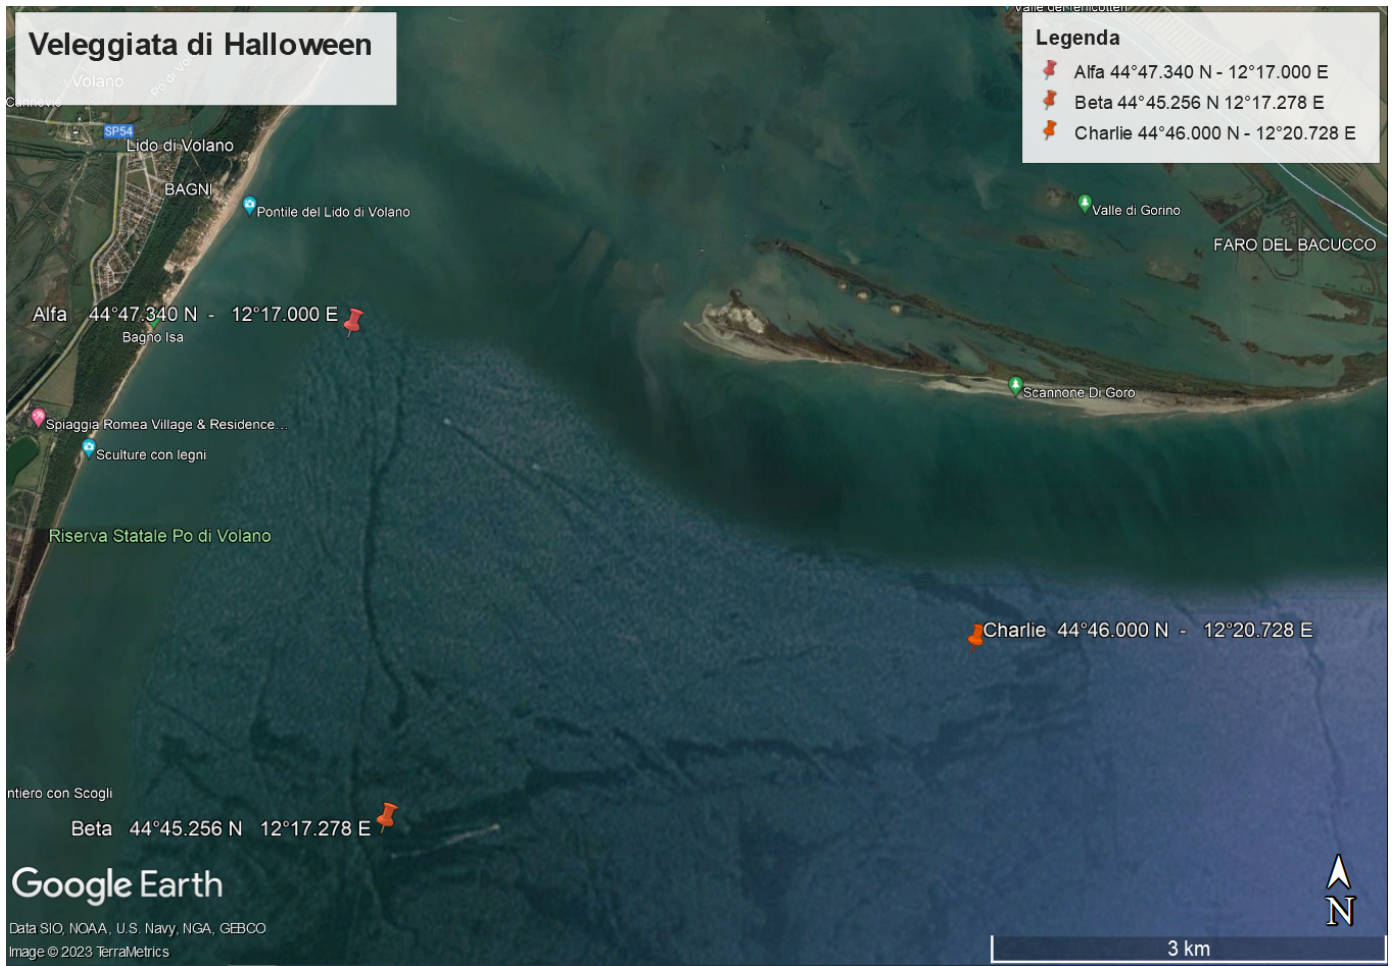 Veleggiata di Halloween
Valle dei Tenicotteri
Legenda
Alfa 44°47.340 N - 12°17.000 E
Beta 44°45.256 N 12°17.278 E
Charlie 44°46.000 N - 12°20.728 E
Volano
Po di
Cannevié
SP54
Lido di Volano
BAGNI
Pontile del Lido di Volano
Valle di Gorino
FARO DEL BACUCCO
Alfa 44°47.340 N - 12°17.000 E
Bagno Isa
Scannone Di Goro
Spiaggia Romea Village & Residence...
Sculture con legni
Riserva Statale Po di Volano
Charlie 44°46.000 N - 12°20.728 E
ntiero con Scogli
Beta 44°45.256 N 12°17.278 E
Google Earth
N
Data SIO, NOAA, U.S. Navy, NGA, GEBCO
Image © 2023 TerraMetrics
3 km